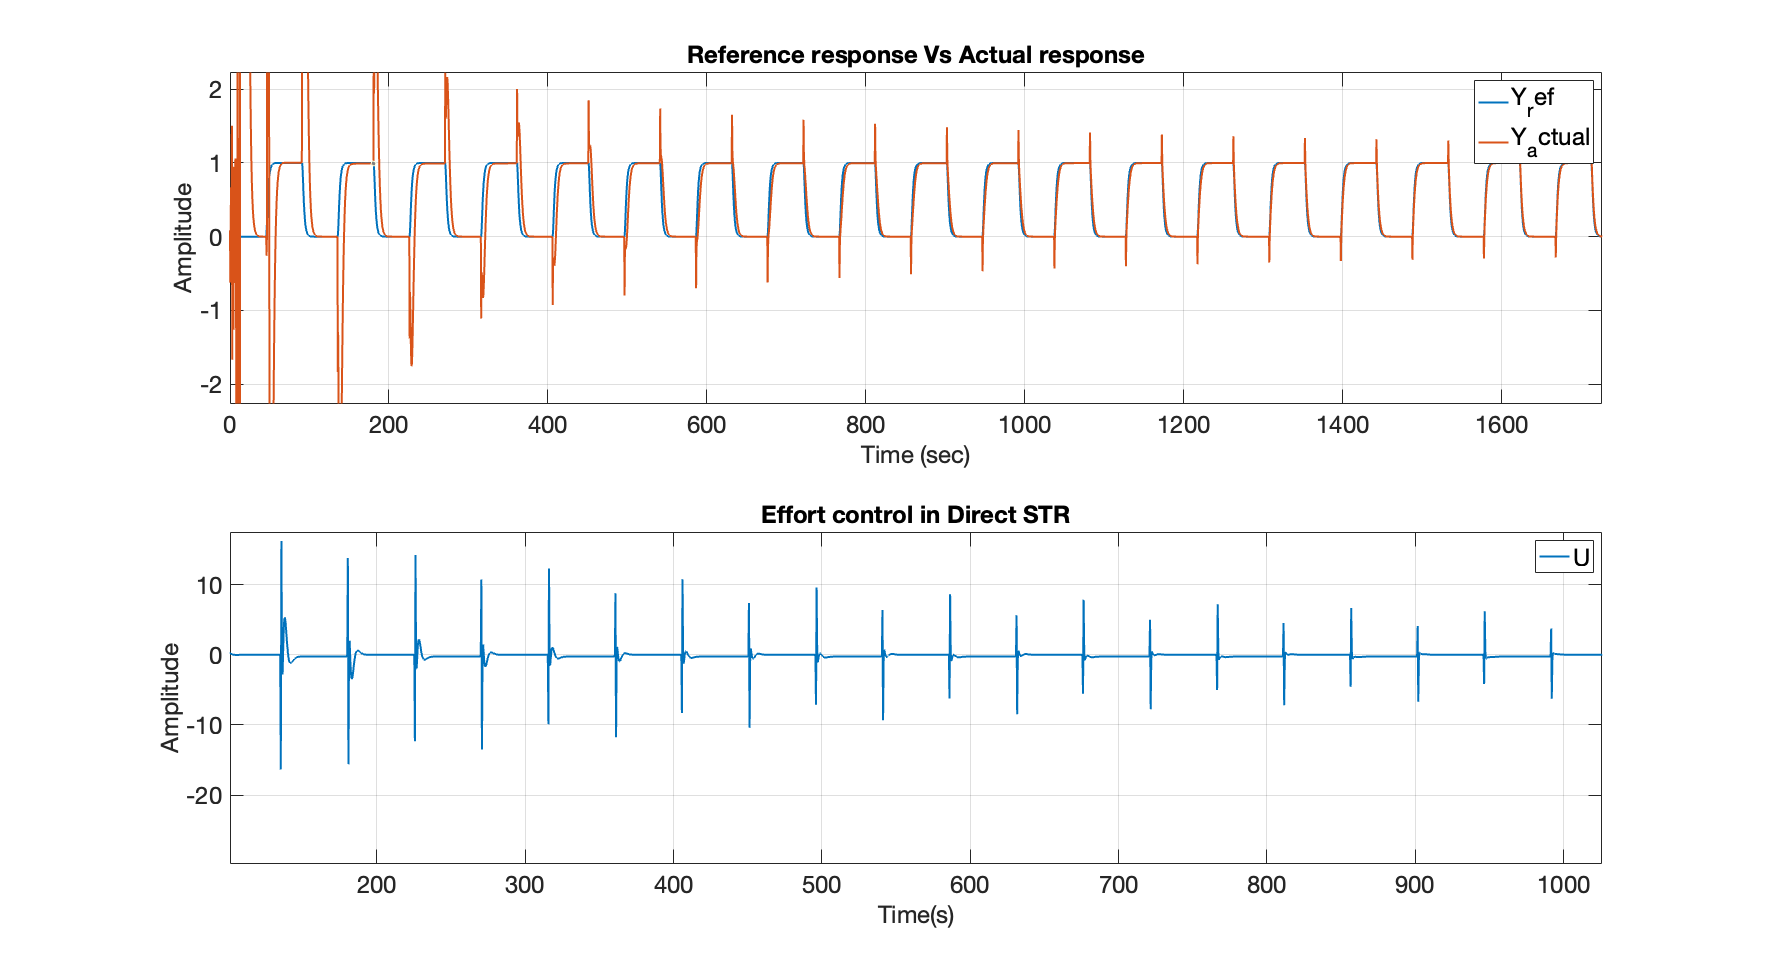 Reference response Vs Actual response
2
1
0
-1
-2
Amplitude
Y_ref
Y_actual
0 200 400 600 800 1000 1200 1400 1600
Time (sec)
Effort control in Direct STR
10
0
-10
-20
Amplitude
U
200 300 400 500 600 700 800 900 1000
Time(s)